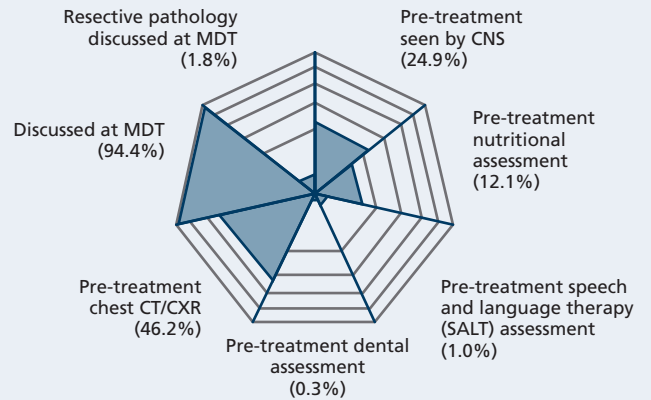 Resective pathology
discussed at MDT
(1.8%)
Pre-treatment
seen by CNS
(24.9%)
Pre-treatment
nutritional
assessment
(12.1%)
Pre-treatment speech
and language therapy
(SALT) assessment
(1.0%)
Pre-treatment dental
assessment
(0.3%)
Pre-treatment
chest CT/CXR
(46.2%)
Discussed at MDT
(94.4%)